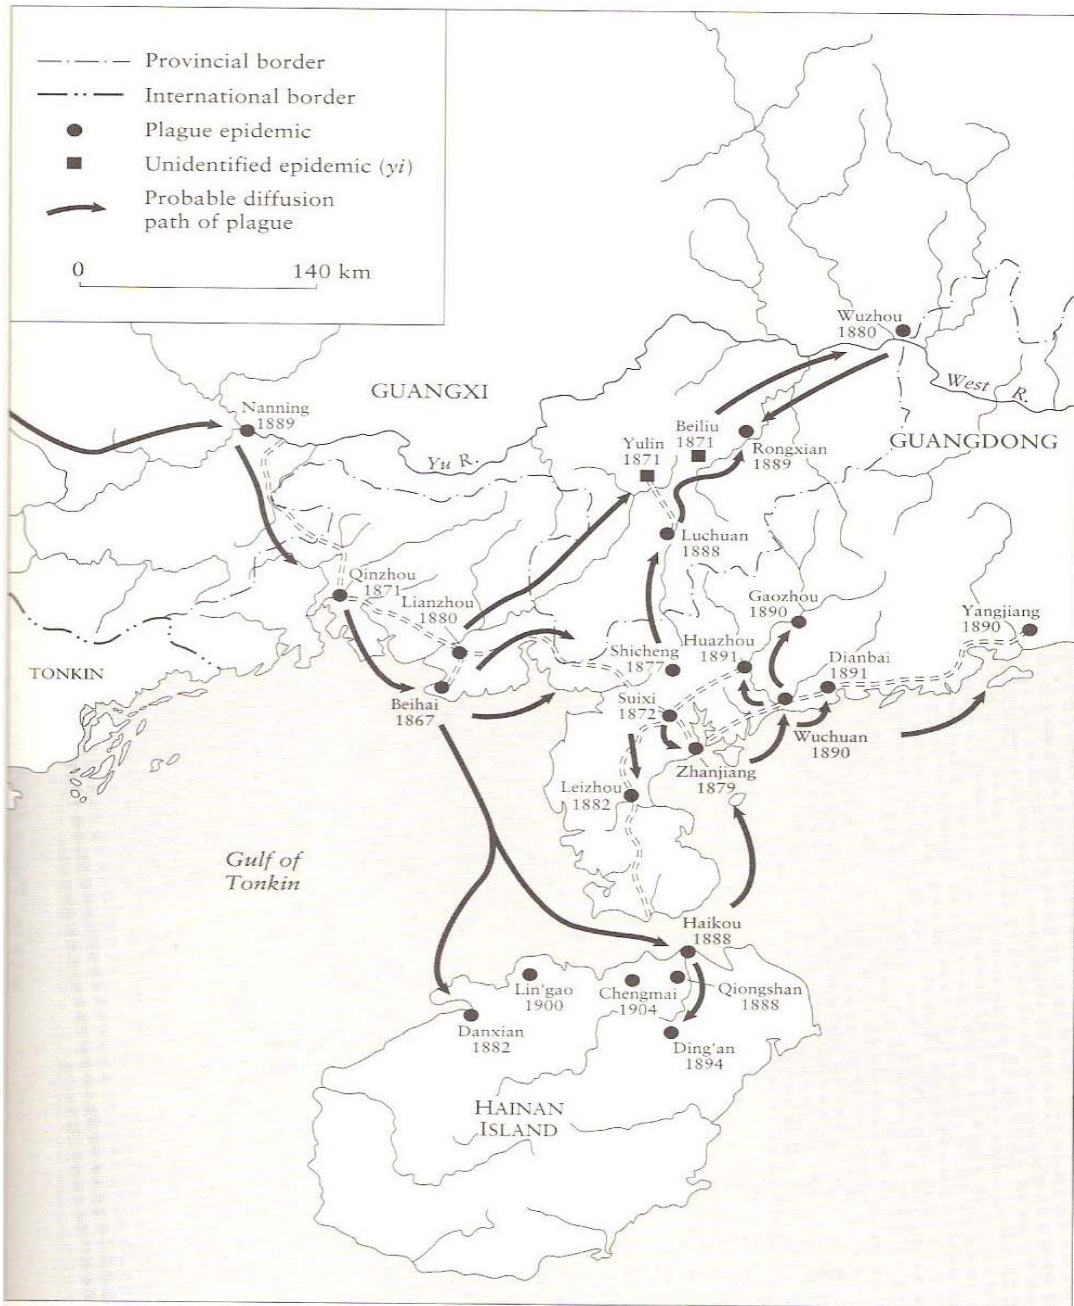 Provincial border
International border
Plague epidemic
Unidentified epidemic (yi)
Probable diffusion
path of plague
0 140 km
Wuzhou
1880
West R.
GUANGXI
Nanning
1889
Yu R.
Beiliu
1871
Yulin
1871
Rongxian
1889
GUANGDONG
Luchuan
1888
Qinzhou
1871
Lianzhou
1880
Gaozhou
1890
Yangjiang
1890
Shicheng
1877
Huazhou
1891
Dianbai
1891
TONKIN
Beihai
1867
Suixi
1872
Wuchuan
1890
Zhanjiang
1879
Leizhou
1882
Gulf of
Tonkin
Haikou
1888
Lin'gao
1900
Chengmai
1904
Qiongshan
1888
Danxian
1882
Ding'an
1894
HAINAN
ISLAND